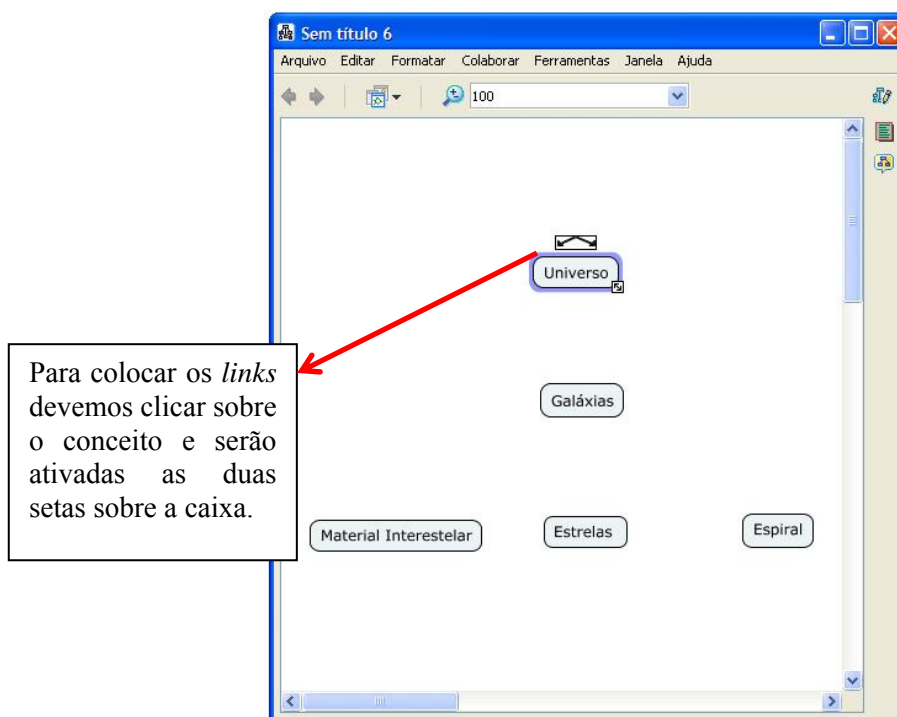 Sem título 6
Arquivo Editar Formatar Colaborar Ferramentas Janela Ajuda
100
Universo
Para colocar os links
devemos clicar sobre
o conceito e serão
ativadas as duas
setas sobre a caixa.
Galáxias
Material Interestelar
Estrelas
Espiral